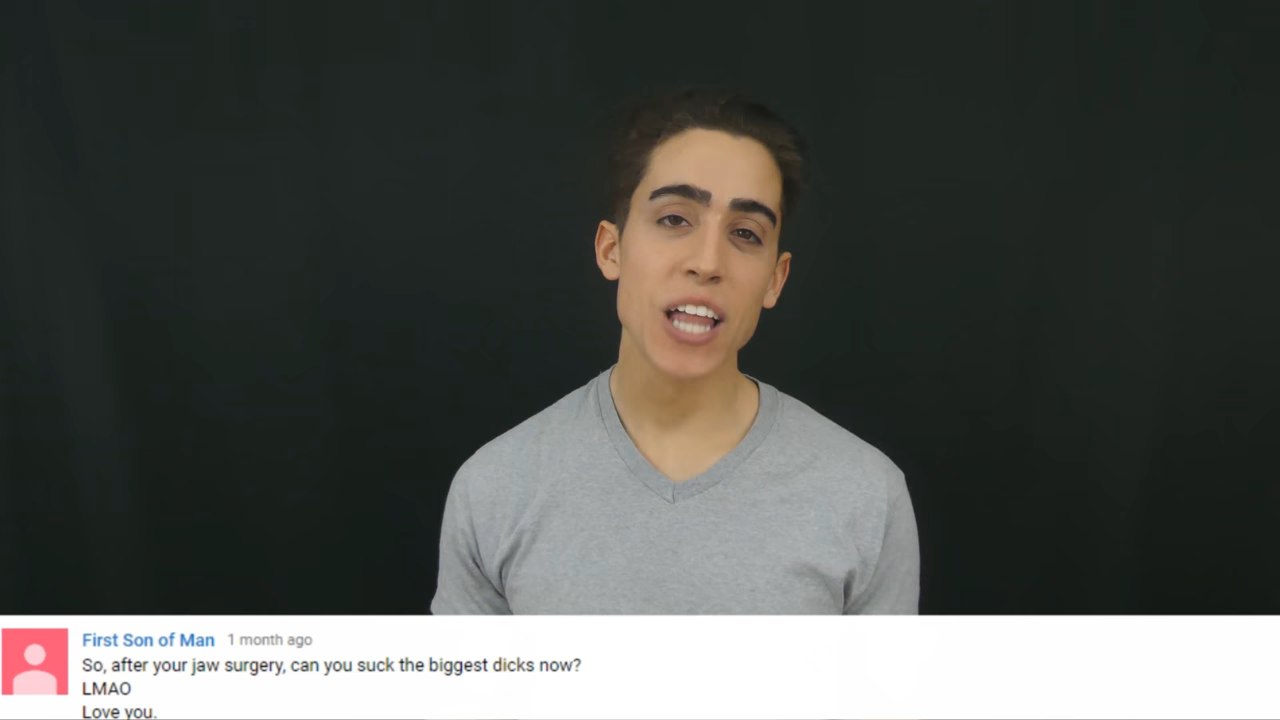 First Son of Man 1 month ago
So, after your jaw surgery, can you suck the biggest dicks now?
LMAO
Love you.